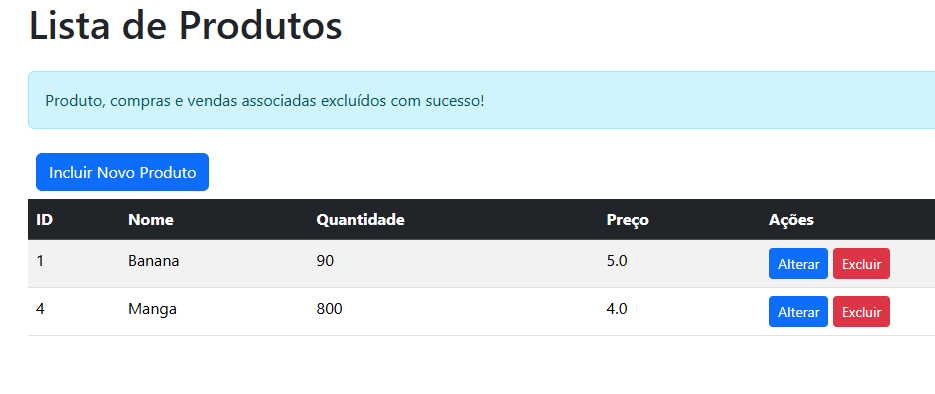 Lista de Produtos
Produto, compras e vendas associadas excluídos com sucesso!
Incluir Novo Produto
ID Nome Quantidade Preço Ações
1 Banana 90 5.0 Alterar Excluir
4 Manga 800 4.0 Alterar Excluir